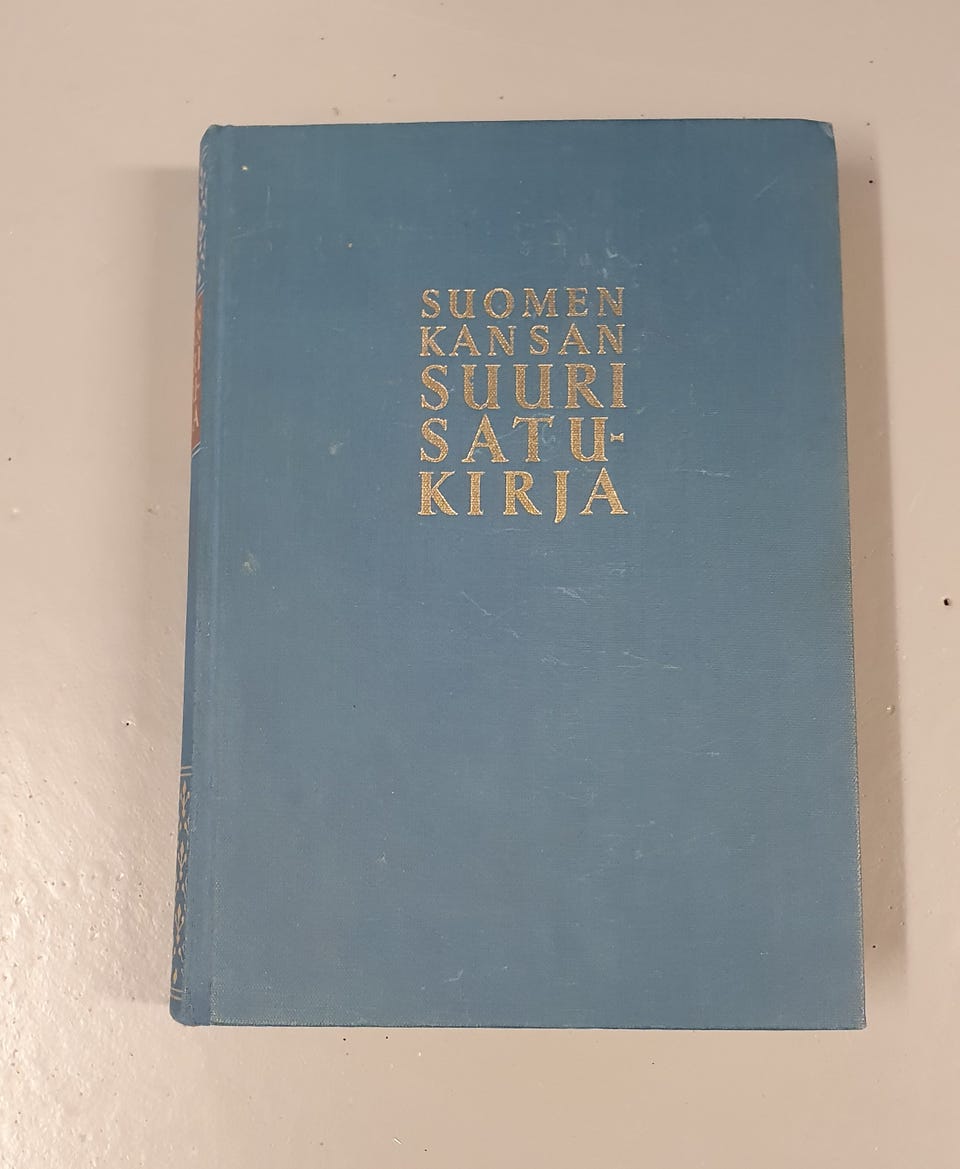 SUOMEN
KANSAN
SUURI
SATU-
KIRJA